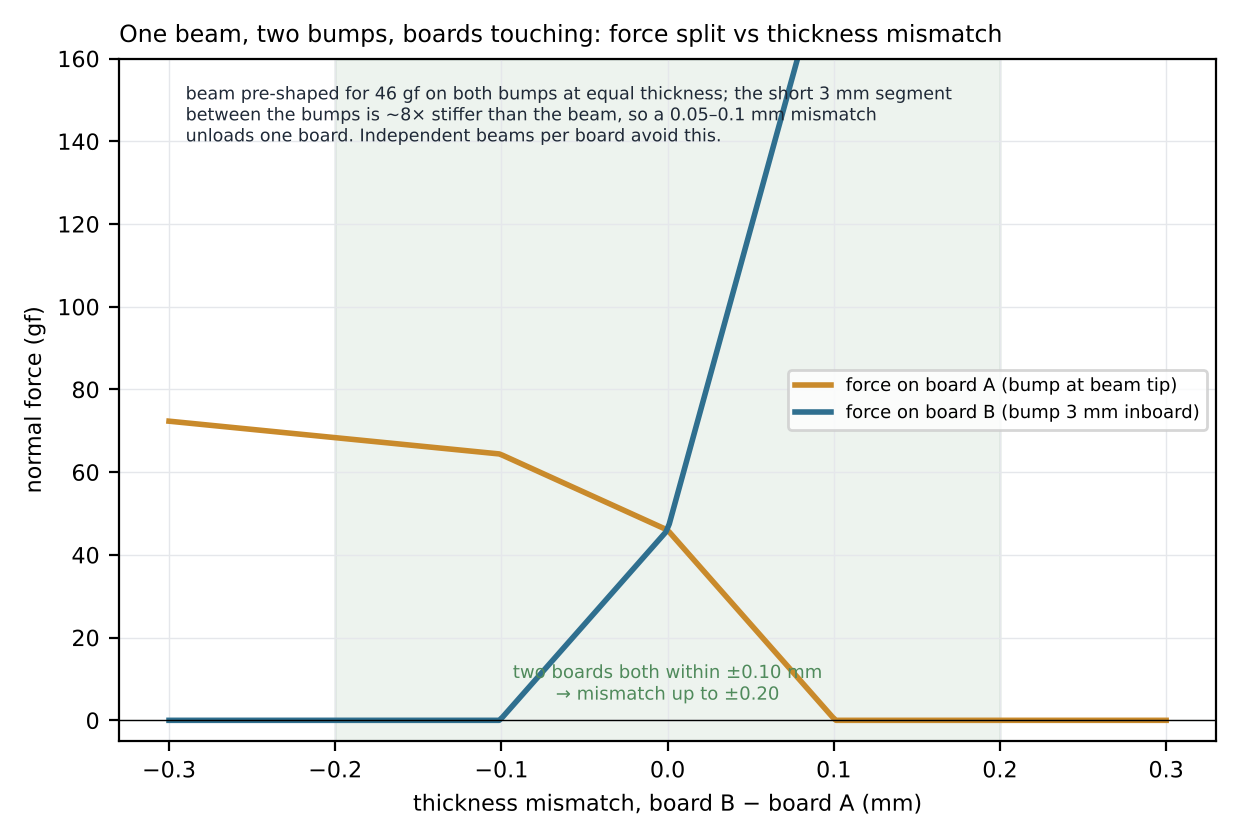 One beam, two bumps, boards touching: force split vs thickness mismatch
beam pre-shaped for 46 gf on both bumps at equal thickness; the short 3 mm segment
between the bumps is ~8× stiffer than the beam, so a 0.05–0.1 mm mismatch
unloads one board. Independent beams per board avoid this.
160
140
120
100
80
60
40
20
0
normal force (gf)
force on board A (bump at beam tip)
force on board B (bump 3 mm inboard)
two boards both within ±0.10 mm
→ mismatch up to ±0.20
−0.3
−0.2
−0.1
0.0
0.1
0.2
0.3
thickness mismatch, board B − board A (mm)